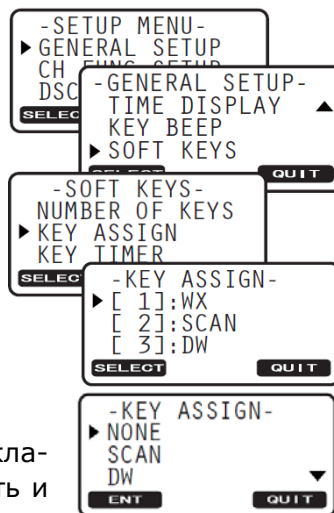 -SETUP MENU-
▶GENERAL SETUP
CH FUNC SETUP
DSC
-GENERAL SETUP-
TIME DISPLAY ▲
KEY BEEP
▶SOFT KEYS
SELECT QUIT
-SOFT KEYS-
NUMBER OF KEYS
▶KEY ASSIGN
KEY TIMER
-KEY ASSIGN-
▶[ 1]:WX
[ 2]:SCAN
[ 3]:DW
SELECT QUIT
-KEY ASSIGN-
▶NONE
SCAN
DW ▼
ENT QUIT
кла-
ть и